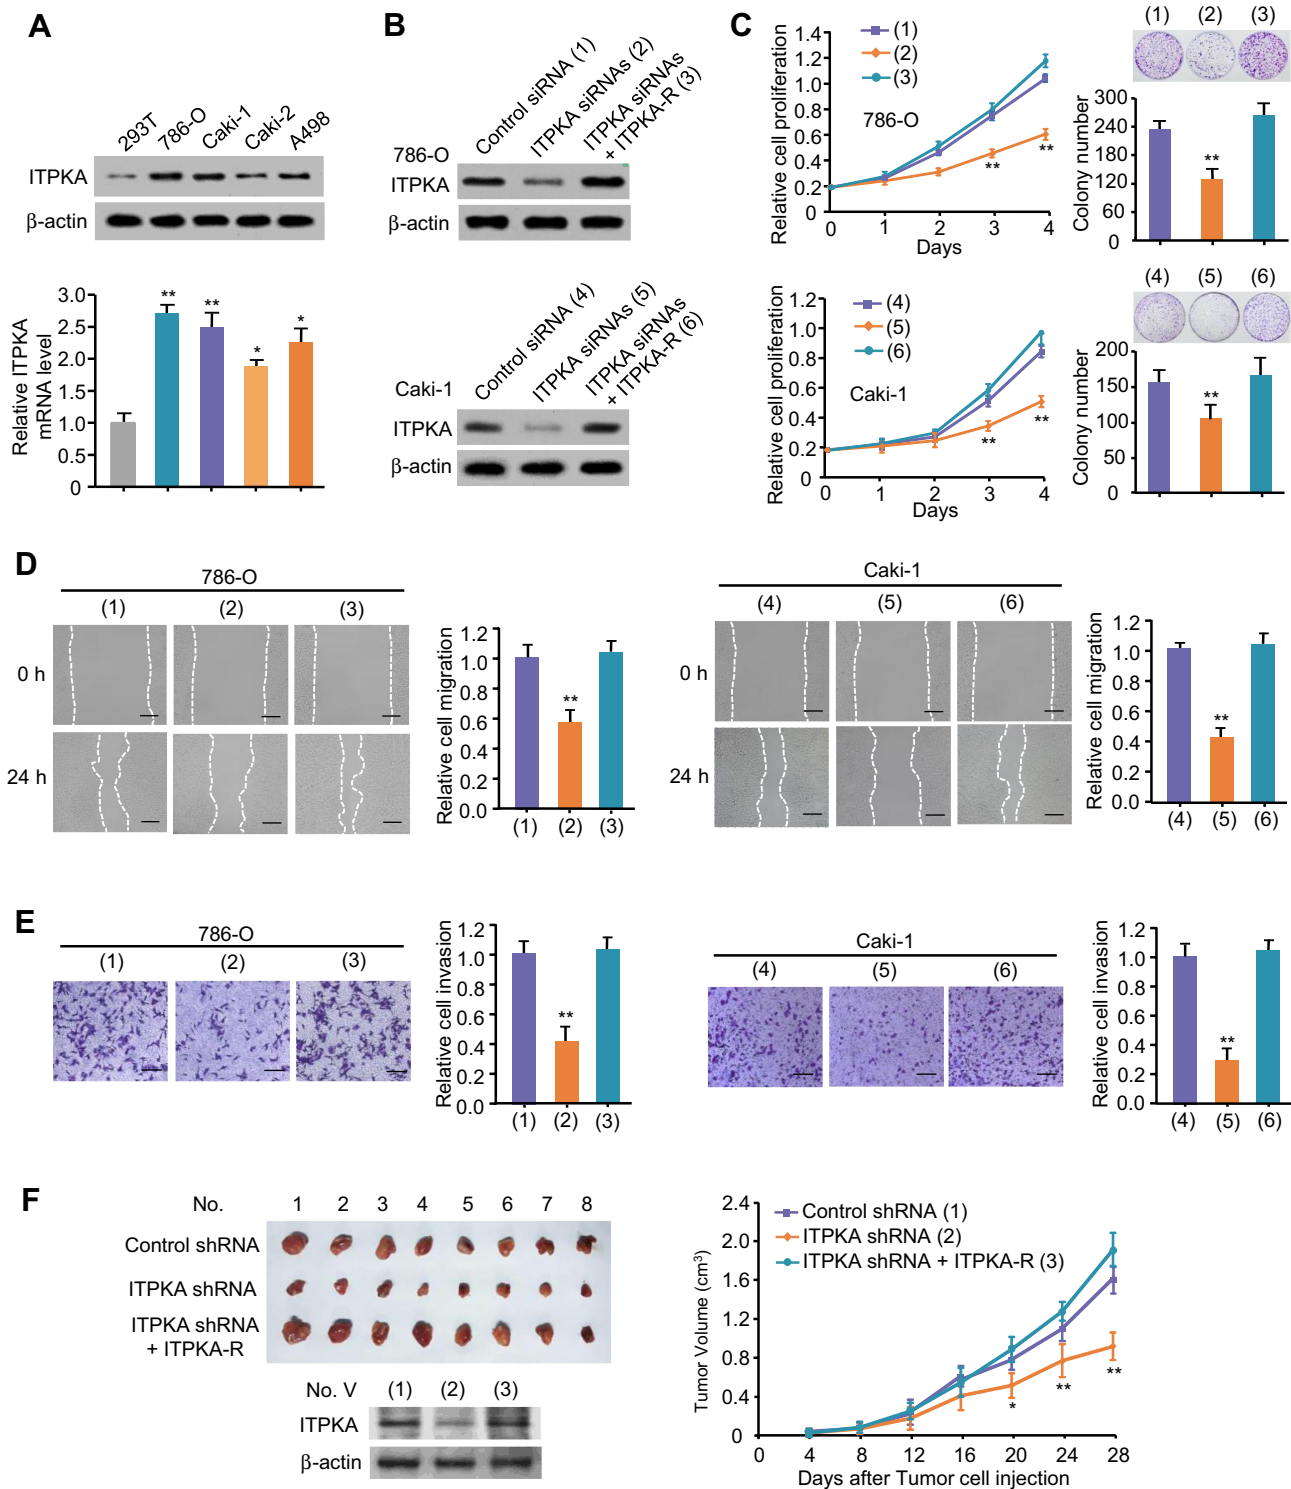 A
293T
786-O
Caki-1
Caki-2
A498
ITPKA
β-actin
Relative ITPKA
mRNA level
3.0
2.5
2.0
1.5
1.0
0.5
0
**
**
*
*
B
Control siRNA (1)
ITPKA siRNAs (2)
ITPKA siRNAs
+ ITPKA-R (3)
786-O
ITPKA
β-actin
Control siRNA (4)
ITPKA siRNAs (5)
ITPKA siRNAs
+ ITPKA-R (6)
Caki-1
ITPKA
β-actin
C
Relative cell proliferation
1.4
1.2
1.0
0.8
0.6
0.4
0.2
0
(1)
(2)
(3)
786-O
**
**
0 1 2 3 4
Days
(1) (2) (3)
Colony number
300
240
180
120
60
0
**
Relative cell proliferation
1.2
1.0
0.8
0.6
0.4
0.2
0
(4)
(5)
(6)
Caki-1
**
**
0 1 2 3 4
Days
(4) (5) (6)
Colony number
200
150
100
50
0
**
D
786-O
(1) (2) (3)
0 h
24 h
Relative cell migration
1.2
1.0
0.8
0.6
0.4
0.2
0.0
**
(1) (2) (3)
Caki-1
(4) (5) (6)
0 h
24 h
Relative cell migration
1.2
1.0
0.8
0.6
0.4
0.2
0.0
**
(4) (5) (6)
E
786-O
(1) (2) (3)
Relative cell invasion
1.2
1.0
0.8
0.6
0.4
0.2
0.0
**
(1) (2) (3)
Caki-1
(4) (5) (6)
Relative cell invasion
1.2
1.0
0.8
0.6
0.4
0.2
0.0
**
(4) (5) (6)
F
No. 1 2 3 4 5 6 7 8
Control shRNA
ITPKA shRNA
ITPKA shRNA
+ ITPKA-R
No. V (1) (2) (3)
ITPKA
β-actin
Tumor Volume (cm³)
2.4
2.0
1.6
1.2
0.8
0.4
0
Control shRNA (1)
ITPKA shRNA (2)
ITPKA shRNA + ITPKA-R (3)
*
**
**
0 4 8 12 16 20 24 28
Days after Tumor cell injection